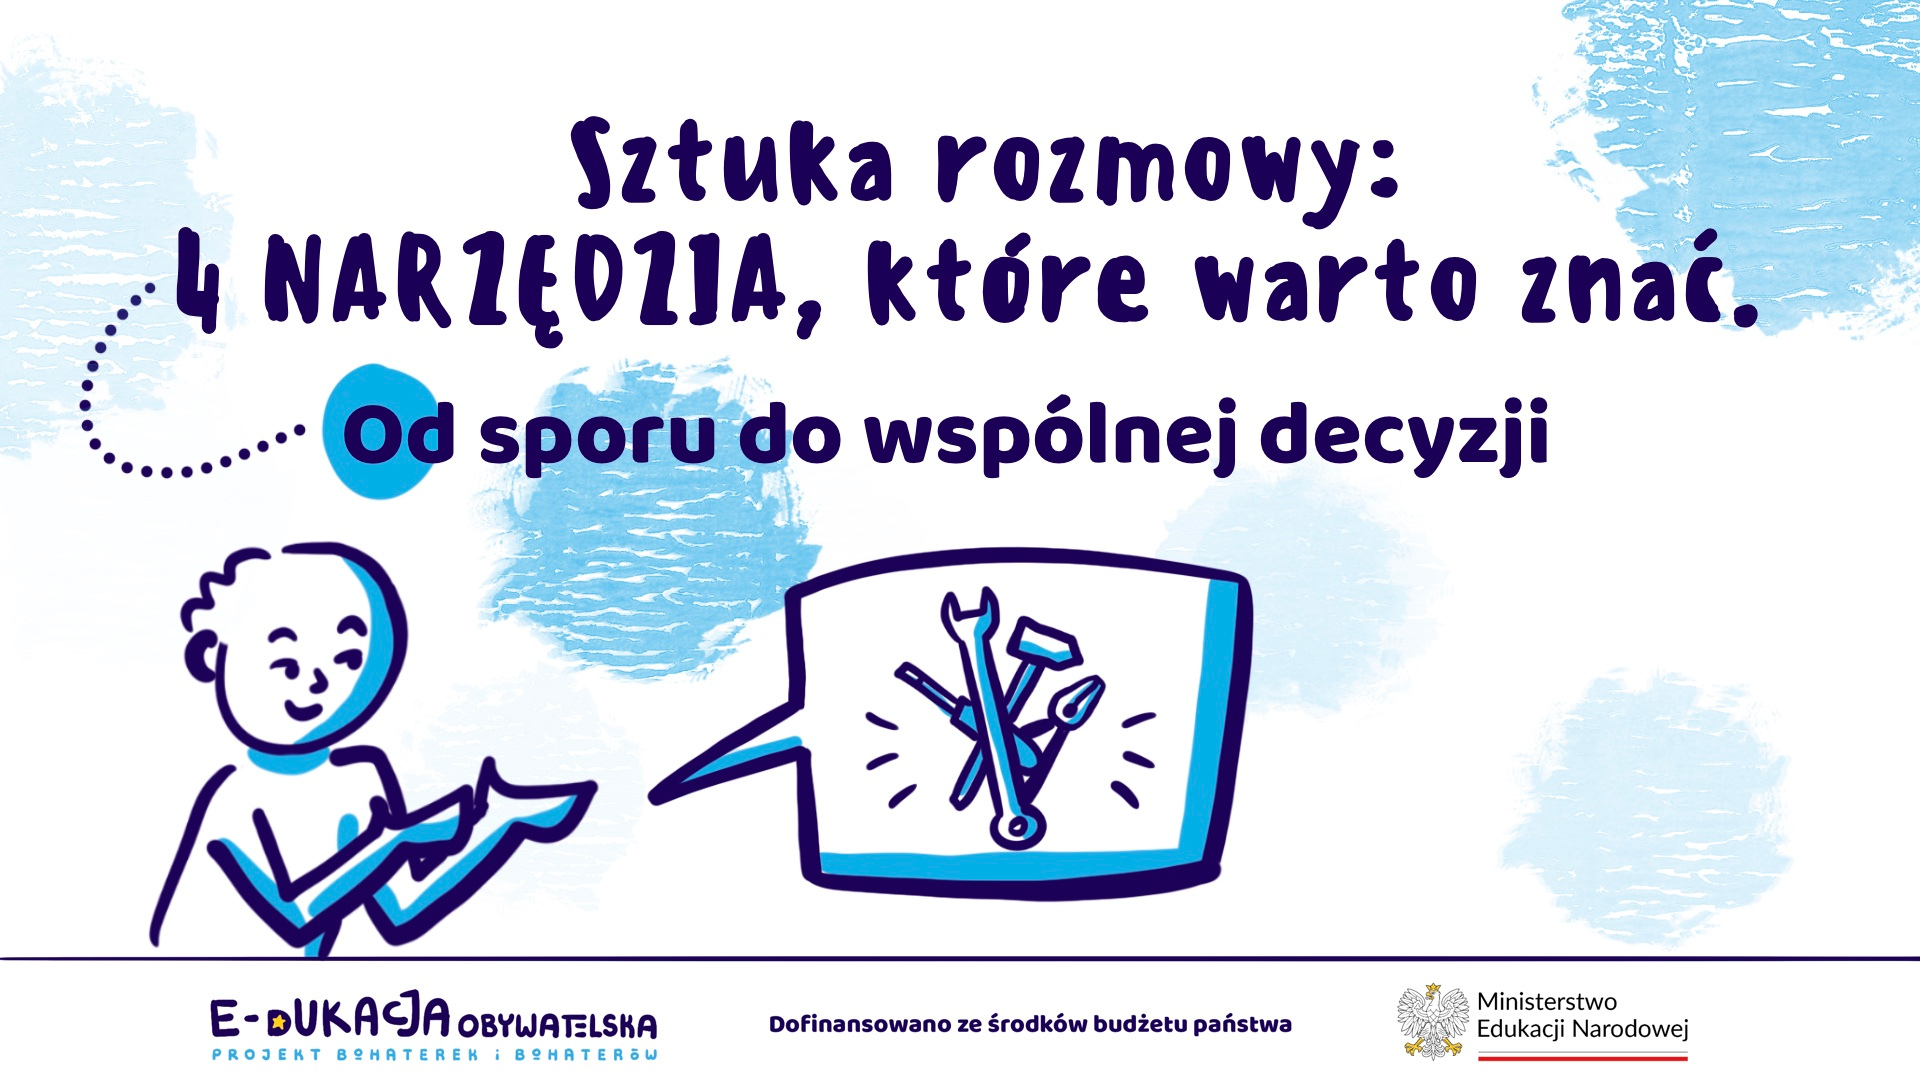 Sztuka rozmowy:
4 NARZĘDZIA, które warto znać.
Od sporu do wspólnej decyzji
E-DUKACJA OBYWATELSKA
PROJEKT BOHATEREK i BOHATERÓW
Dofinansowano ze środków budżetu państwa
Ministerstwo
Edukacji Narodowej